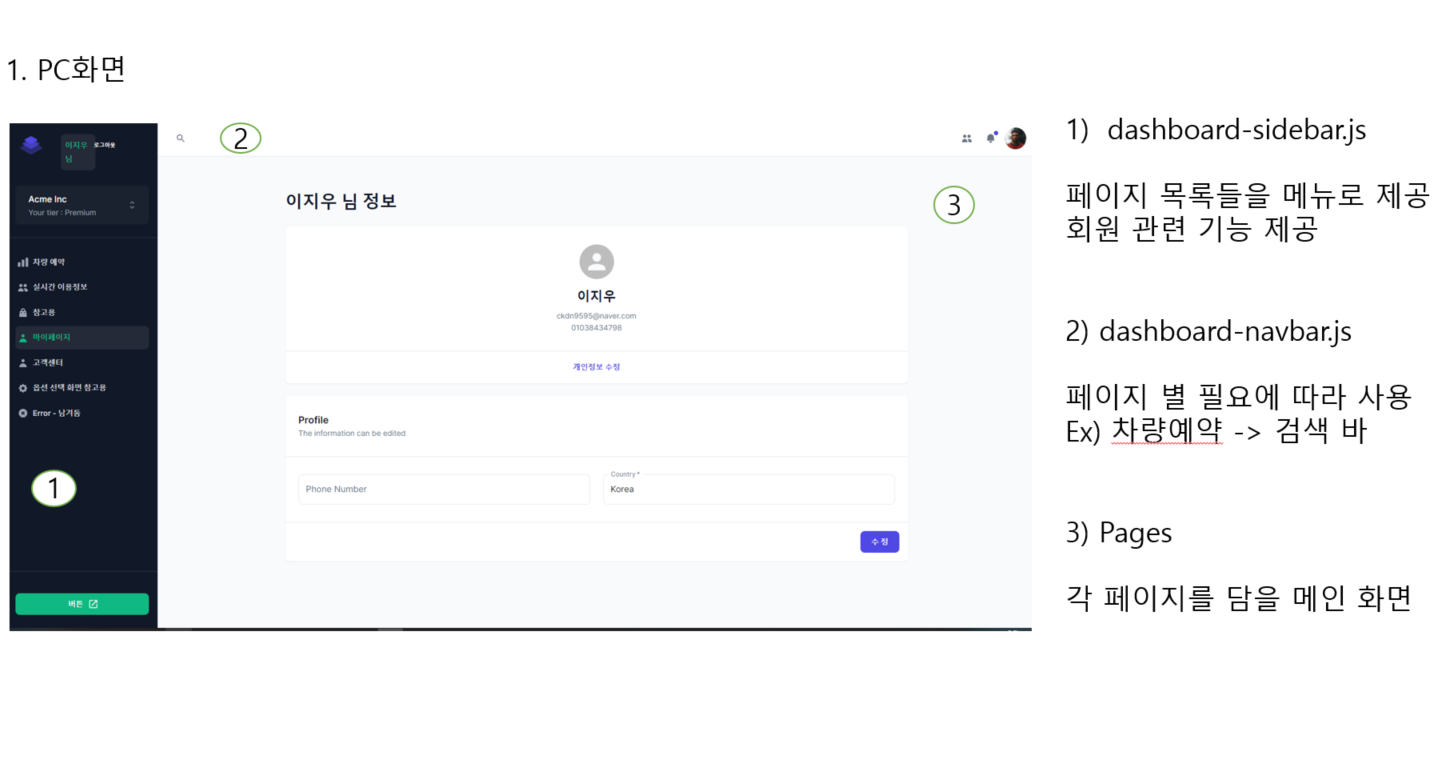 1. PC화면
이지우
님
로그아웃
Acme Inc
Your tier : Premium
차량 예약
실시간 이용정보
참고용
마이페이지
고객센터
옵션 선택 화면 참고용
Error - 남겨둠
1
버튼
2
3
이지우 님 정보
이지우
ckdn9595@naver.com
01038434798
개인정보 수정
Profile
The information can be edited
Phone Number
Country *
Korea
수정
1) dashboard-sidebar.js
페이지 목록들을 메뉴로 제공
회원 관련 기능 제공
2) dashboard-navbar.js
페이지 별 필요에 따라 사용
Ex) 차량예약 -> 검색 바
3) Pages
각 페이지를 담을 메인 화면